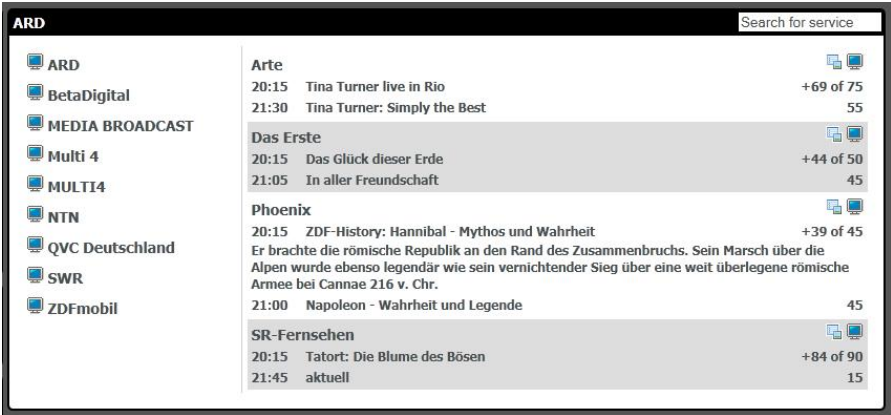 ARD
Search for service
ARD
BetaDigital
MEDIA BROADCAST
Multi 4
MULTI4
NTN
QVC Deutschland
SWR
ZDFmobil
Arte
20:15 Tina Turner live in Rio +69 of 75
21:30 Tina Turner: Simply the Best 55
Das Erste
20:15 Das Glück dieser Erde +44 of 50
21:05 In aller Freundschaft 45
Phoenix
20:15 ZDF-History: Hannibal - Mythos und Wahrheit +39 of 45
Er brachte die römische Republik an den Rand des Zusammenbruchs. Sein Marsch über die
Alpen wurde ebenso legendär wie sein vernichtender Sieg über eine weit überlegene römische
Armee bei Cannae 216 v. Chr.
21:00 Napoleon - Wahrheit und Legende 45
SR-Fernsehen
20:15 Tatort: Die Blume des Bösen +84 of 90
21:45 aktuell 15